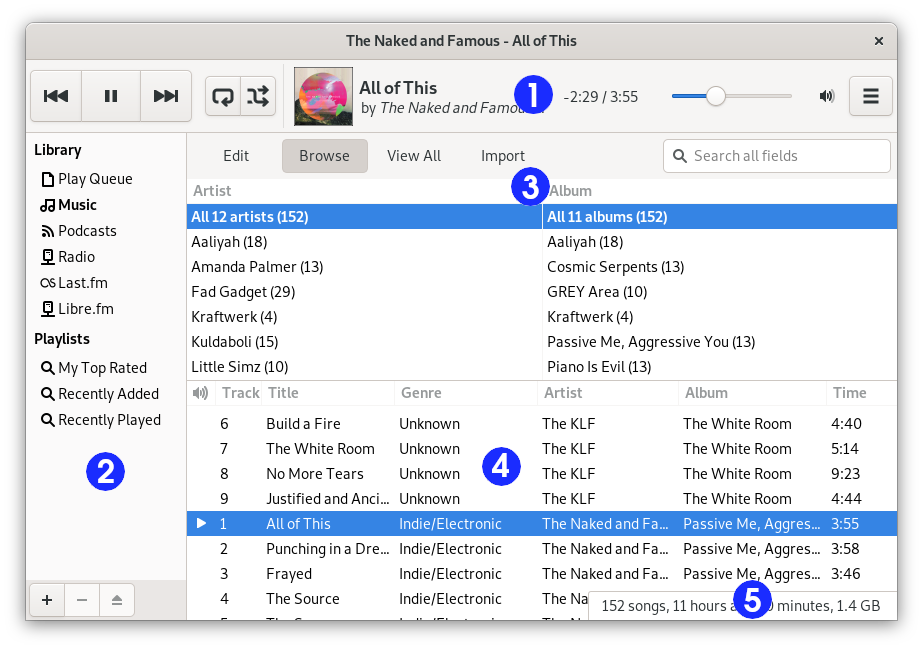 The Naked and Famous - All of This
All of This
by The Naked and Famou
1
-2:29 / 3:55
Library
Play Queue
Music
Podcasts
Radio
Last.fm
Libre.fm
Playlists
My Top Rated
Recently Added
Recently Played
2
Edit Browse View All Import Search all fields
3
Artist Album
All 12 artists (152) All 11 albums (152)
Aaliyah (18) Aaliyah (18)
Amanda Palmer (13) Cosmic Serpents (13)
Fad Gadget (29) GREY Area (10)
Kraftwerk (4) Kraftwerk (4)
Kuldaboli (15) Passive Me, Aggressive You (13)
Little Simz (10) Piano Is Evil (13)
Track Title Genre Artist Album Time
6 Build a Fire Unknown The KLF The White Room 4:40
7 The White Room Unknown The KLF The White Room 5:14
8 No More Tears Unknown The KLF The White Room 9:23
4
9 Justified and Anci... Unknown The KLF The White Room 4:44
1 All of This Indie/Electronic The Naked and Fa... Passive Me, Aggres... 3:55
2 Punching in a Dre... Indie/Electronic The Naked and Fa... Passive Me, Aggres... 3:58
3 Frayed Indie/Electronic The Naked and Fa... Passive Me, Aggres... 3:46
4 The Source Indie/Electronic The Na
152 songs, 11 hours minutes, 1.4 GB
5